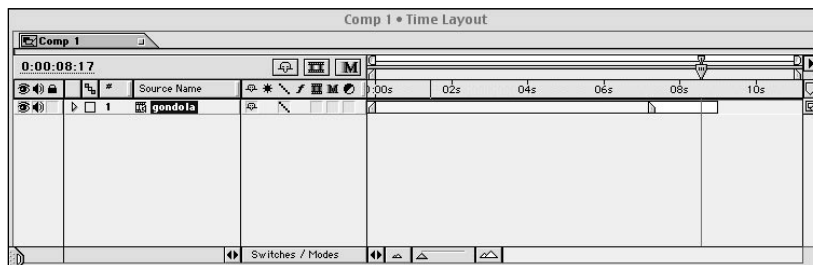 Comp 1 • Time Layout
Comp 1
0:00:08:17
M
# Source Name f M :00s 02s 04s 06s 08s 10s
1 gondola
Switches / Modes